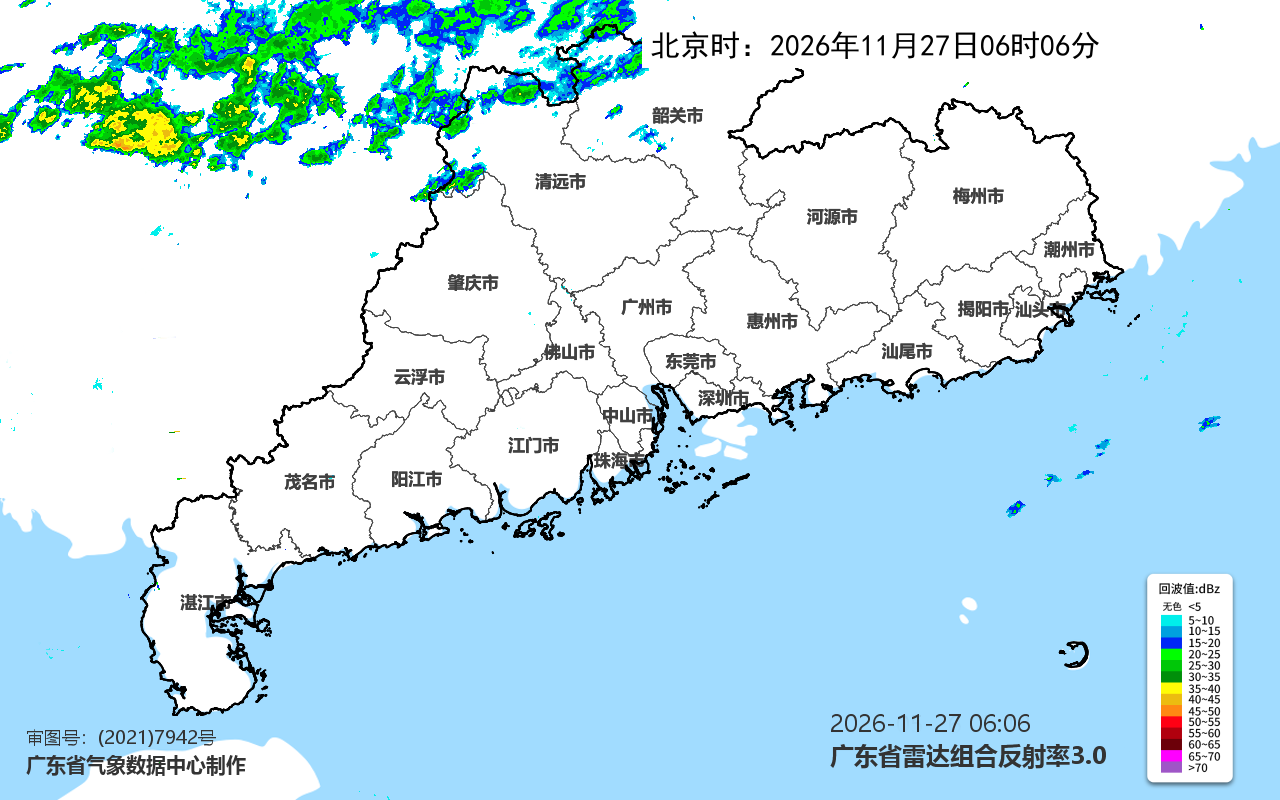 北京时：2026年11月27日06时06分
韶关市
清远市
梅州市
河源市
潮州市
肇庆市
广州市
揭阳市
汕头市
惠州市
佛山市
汕尾市
东莞市
云浮市
深圳市
中山市
江门市
珠海市
阳江市
茂名市
湛江市
回波值:dBz
无色 <5
5~10
10~15
15~20
20~25
25~30
30~35
35~40
40~45
45~50
50~55
55~60
60~65
65~70
>70
2026-11-27 06:06
广东省雷达组合反射率3.0
审图号：(2021)7942号
广东省气象数据中心制作